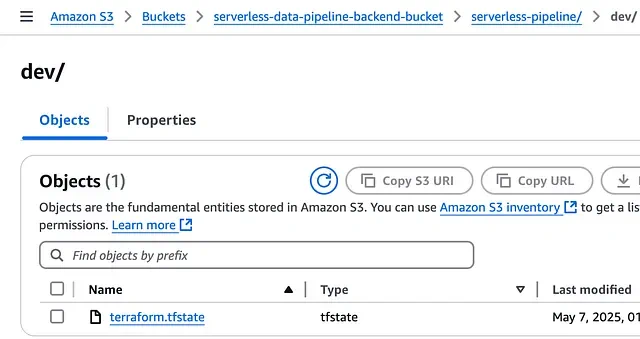 Amazon S3 > Buckets > serverless-data-pipeline-backend-bucket > serverless-pipeline/ > dev/
dev/
Objects Properties
Objects (1) Copy S3 URI Copy URL
Objects are the fundamental entities stored in Amazon S3. You can use Amazon S3 inventory to get a
permissions. Learn more
Find objects by prefix
Name Type Last modified
terraform.tfstate tfstate May 7, 2025, 01